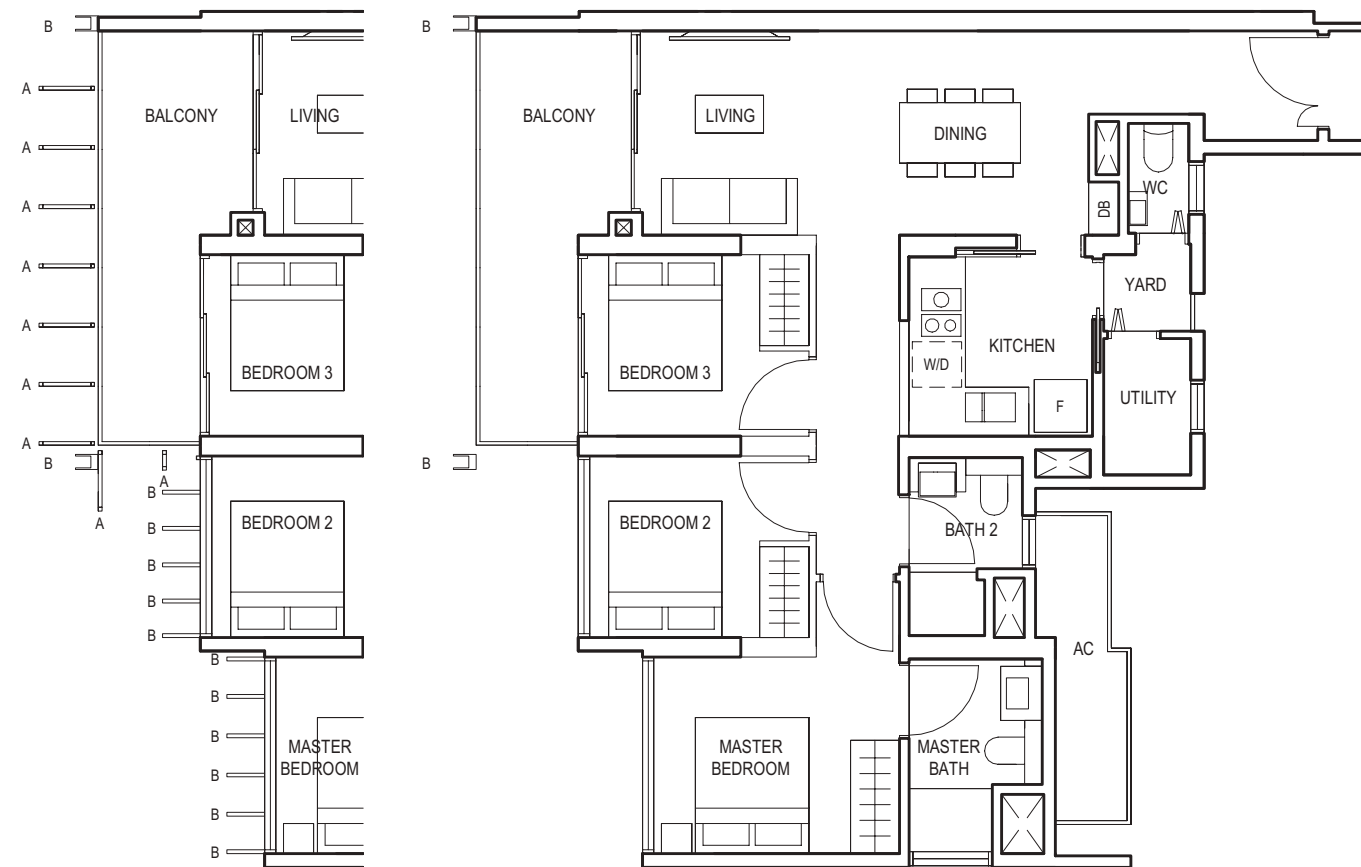 B
A
A
A
A
A
A
A
B
A
A
B
B
B
B
B
B
B
B
B
B
B
BALCONY
LIVING
BEDROOM 3
BEDROOM 2
MASTER
BEDROOM
B
B
BALCONY
LIVING
DINING
WC
DB
YARD
KITCHEN
W/D
F
UTILITY
BEDROOM 3
BEDROOM 2
BATH 2
AC
MASTER
BEDROOM
MASTER
BATH